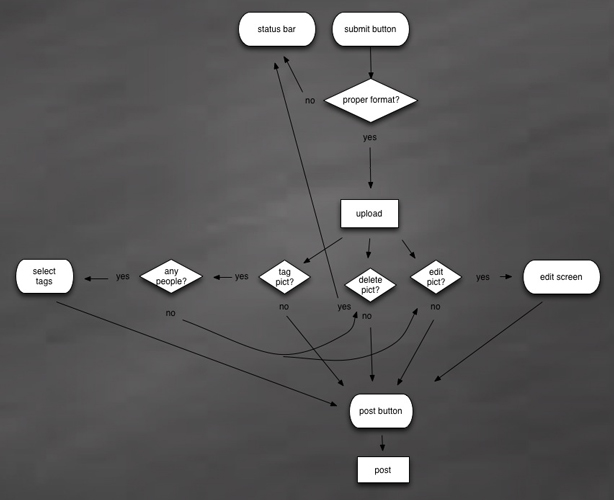 status bar
submit button
no
proper format?
yes
upload
select
tags
yes
any
people?
yes
tag
pict?
delete
pict?
edit
pict?
yes
edit screen
no
no
yes
no
no
post button
post